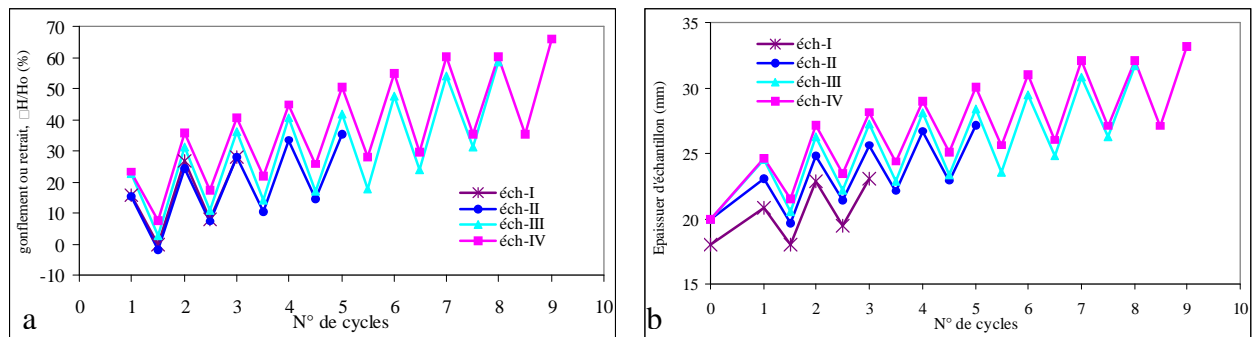 gonflement ou retrait, □H/Ho (%)
70
60
50
40
30
20
10
0
-10
0 1 2 3 4 5 6 7 8 9 10
N° de cycles
éch-I
éch-II
éch-III
éch-IV
a
Epaissuer d'échantillon (mm)
35
30
25
20
15
0 1 2 3 4 5 6 7 8 9 10
N° de cycles
éch-I
éch-II
éch-III
éch-IV
b